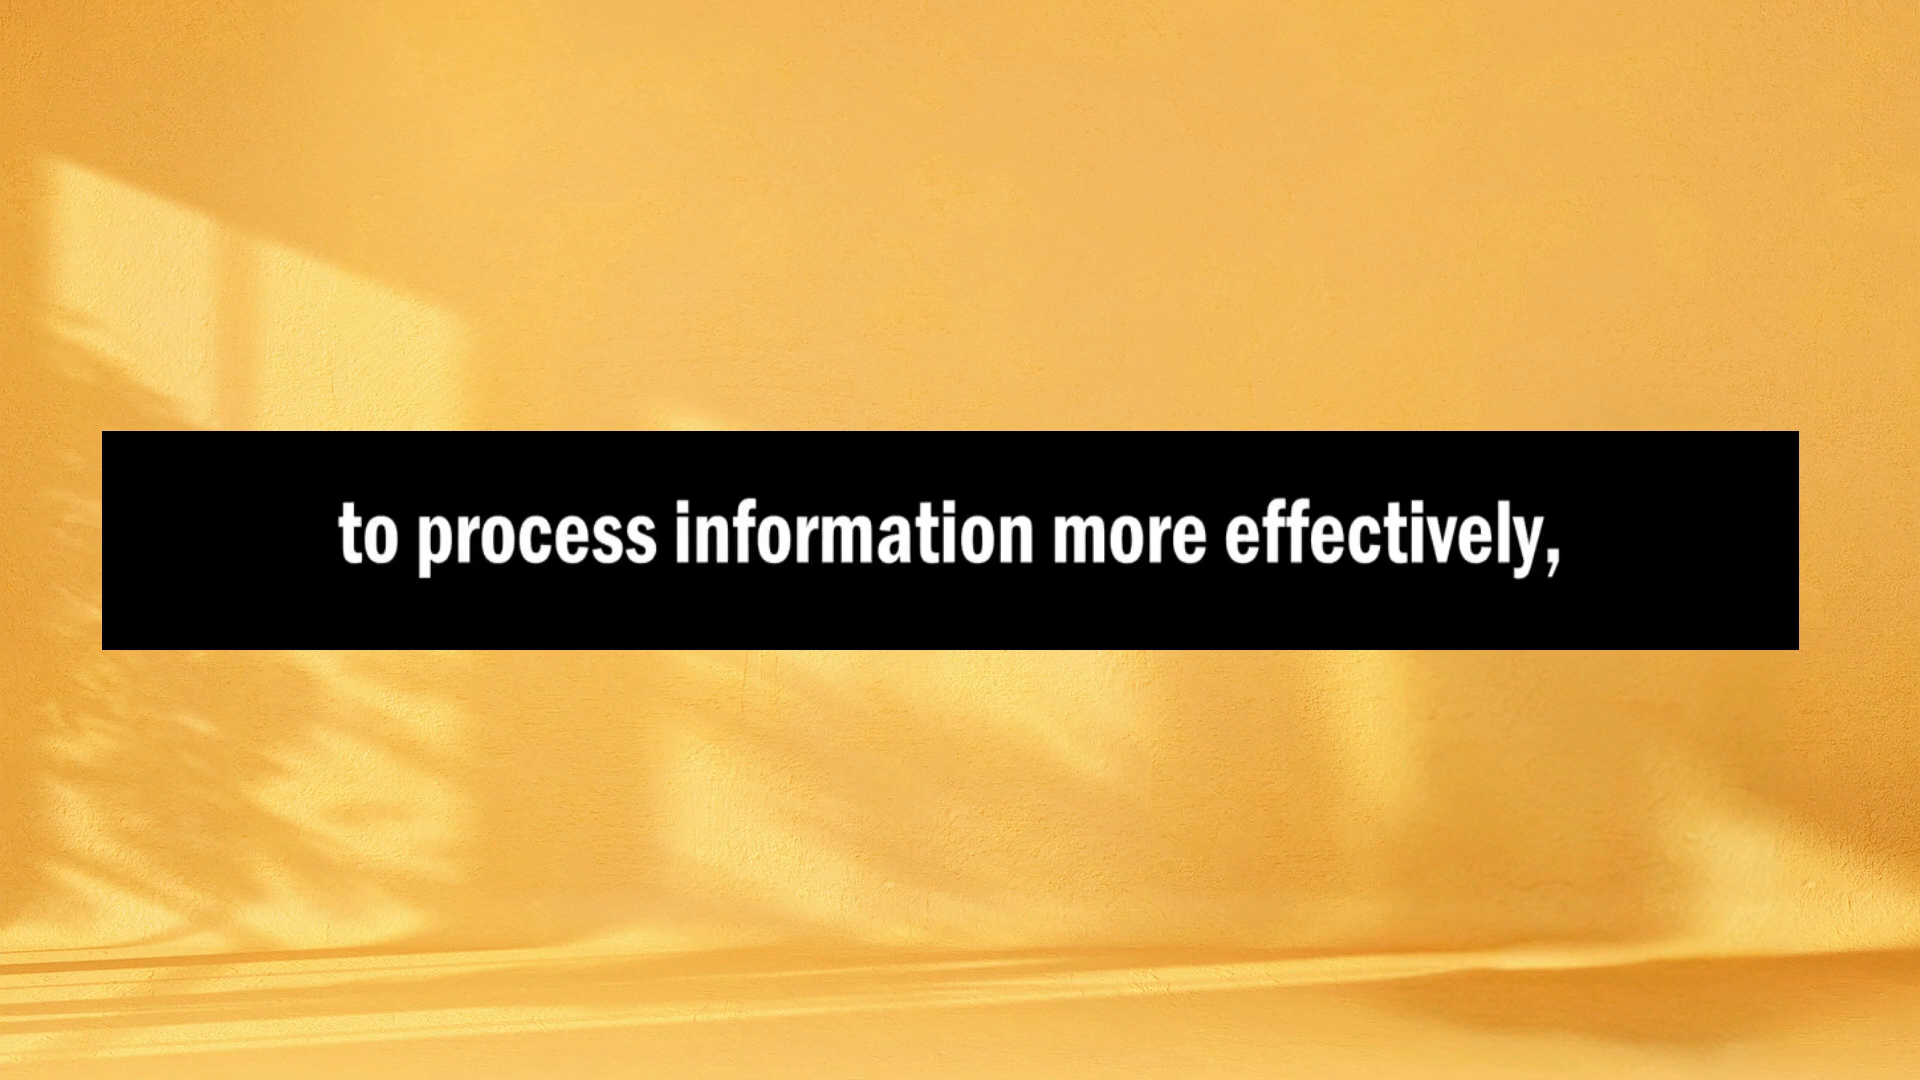 to process information more effectively,